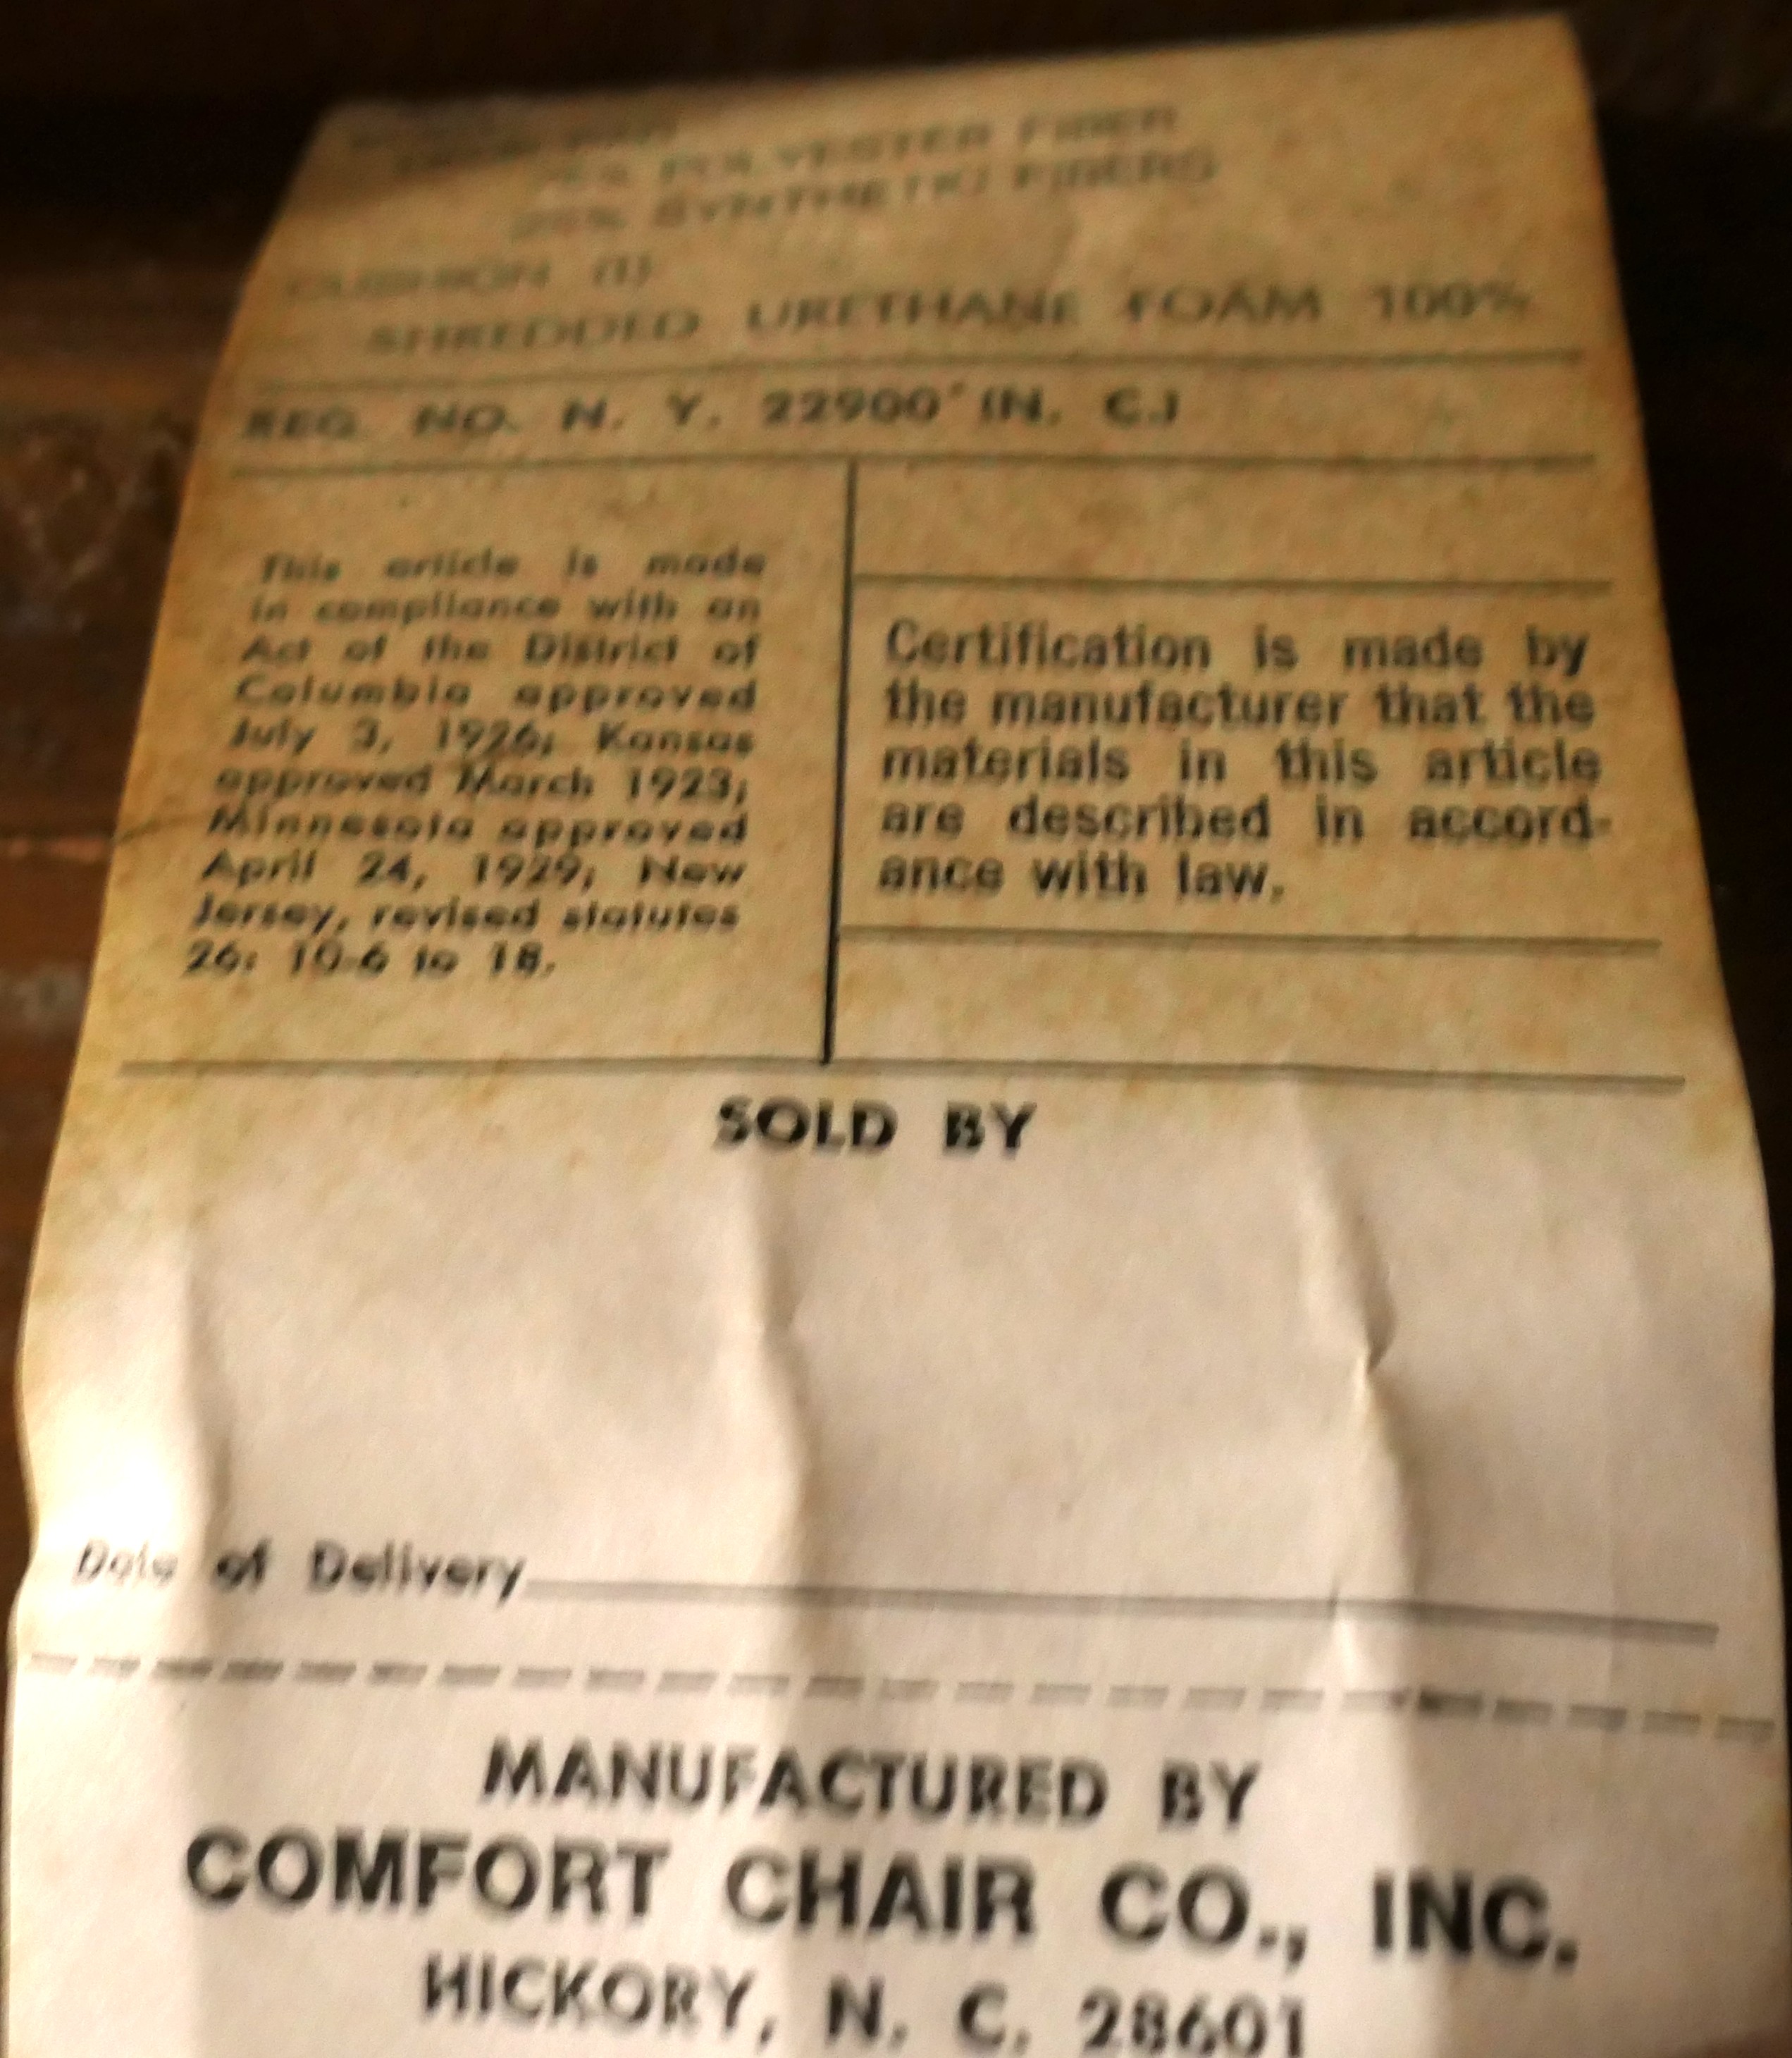 POLYESTER FIBER
25% SYNTHETIC FIBERS
CUSHION (1)
SHREDDED URETHANE FOAM 100%
REG. NO. N. Y. 22900 (N. C.)
This article is made
in compliance with an
Act of the District of
Columbia approved
July 3, 1926; Kansas
approved March 1923;
Minnesota approved
April 24, 1929; New
Jersey, revised statutes
26: 10-6 to 18.
Certification is made by
the manufacturer that the
materials in this article
are described in accord-
ance with law.
SOLD BY
Date of Delivery
MANUFACTURED BY
COMFORT CHAIR CO., INC.
HICKORY, N. C. 28601